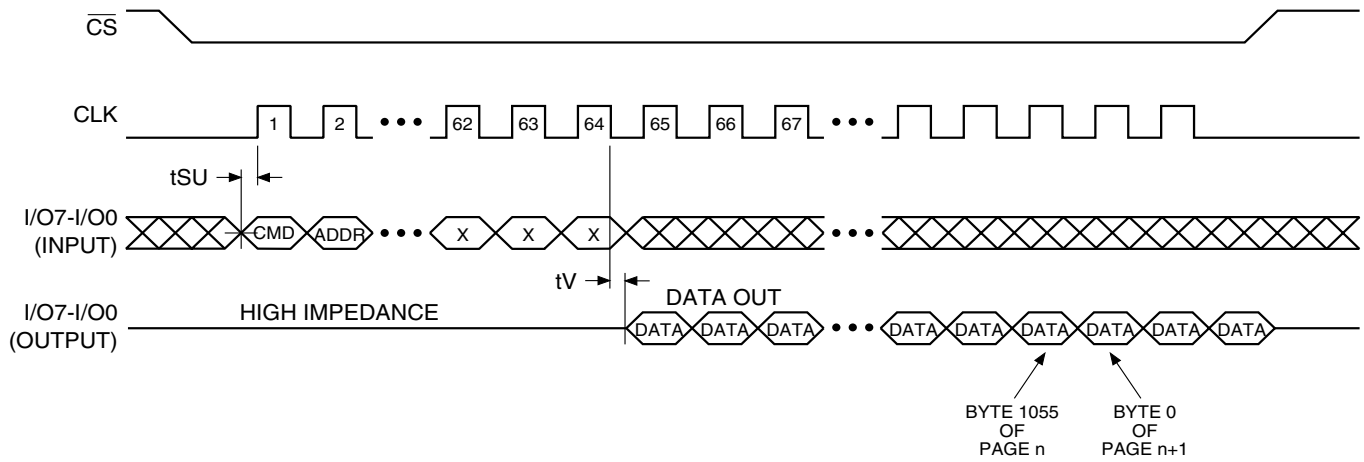 CS
CLK
1 2 ••• 62 63 64 65 66 67 •••
tSU
I/O7-I/O0
(INPUT)
CMD ADDR ••• X X X •••
tV
I/O7-I/O0
(OUTPUT)
HIGH IMPEDANCE
DATA OUT
DATA DATA DATA ••• DATA DATA DATA DATA DATA DATA
BYTE 1055
OF
PAGE n
BYTE 0
OF
PAGE n+1